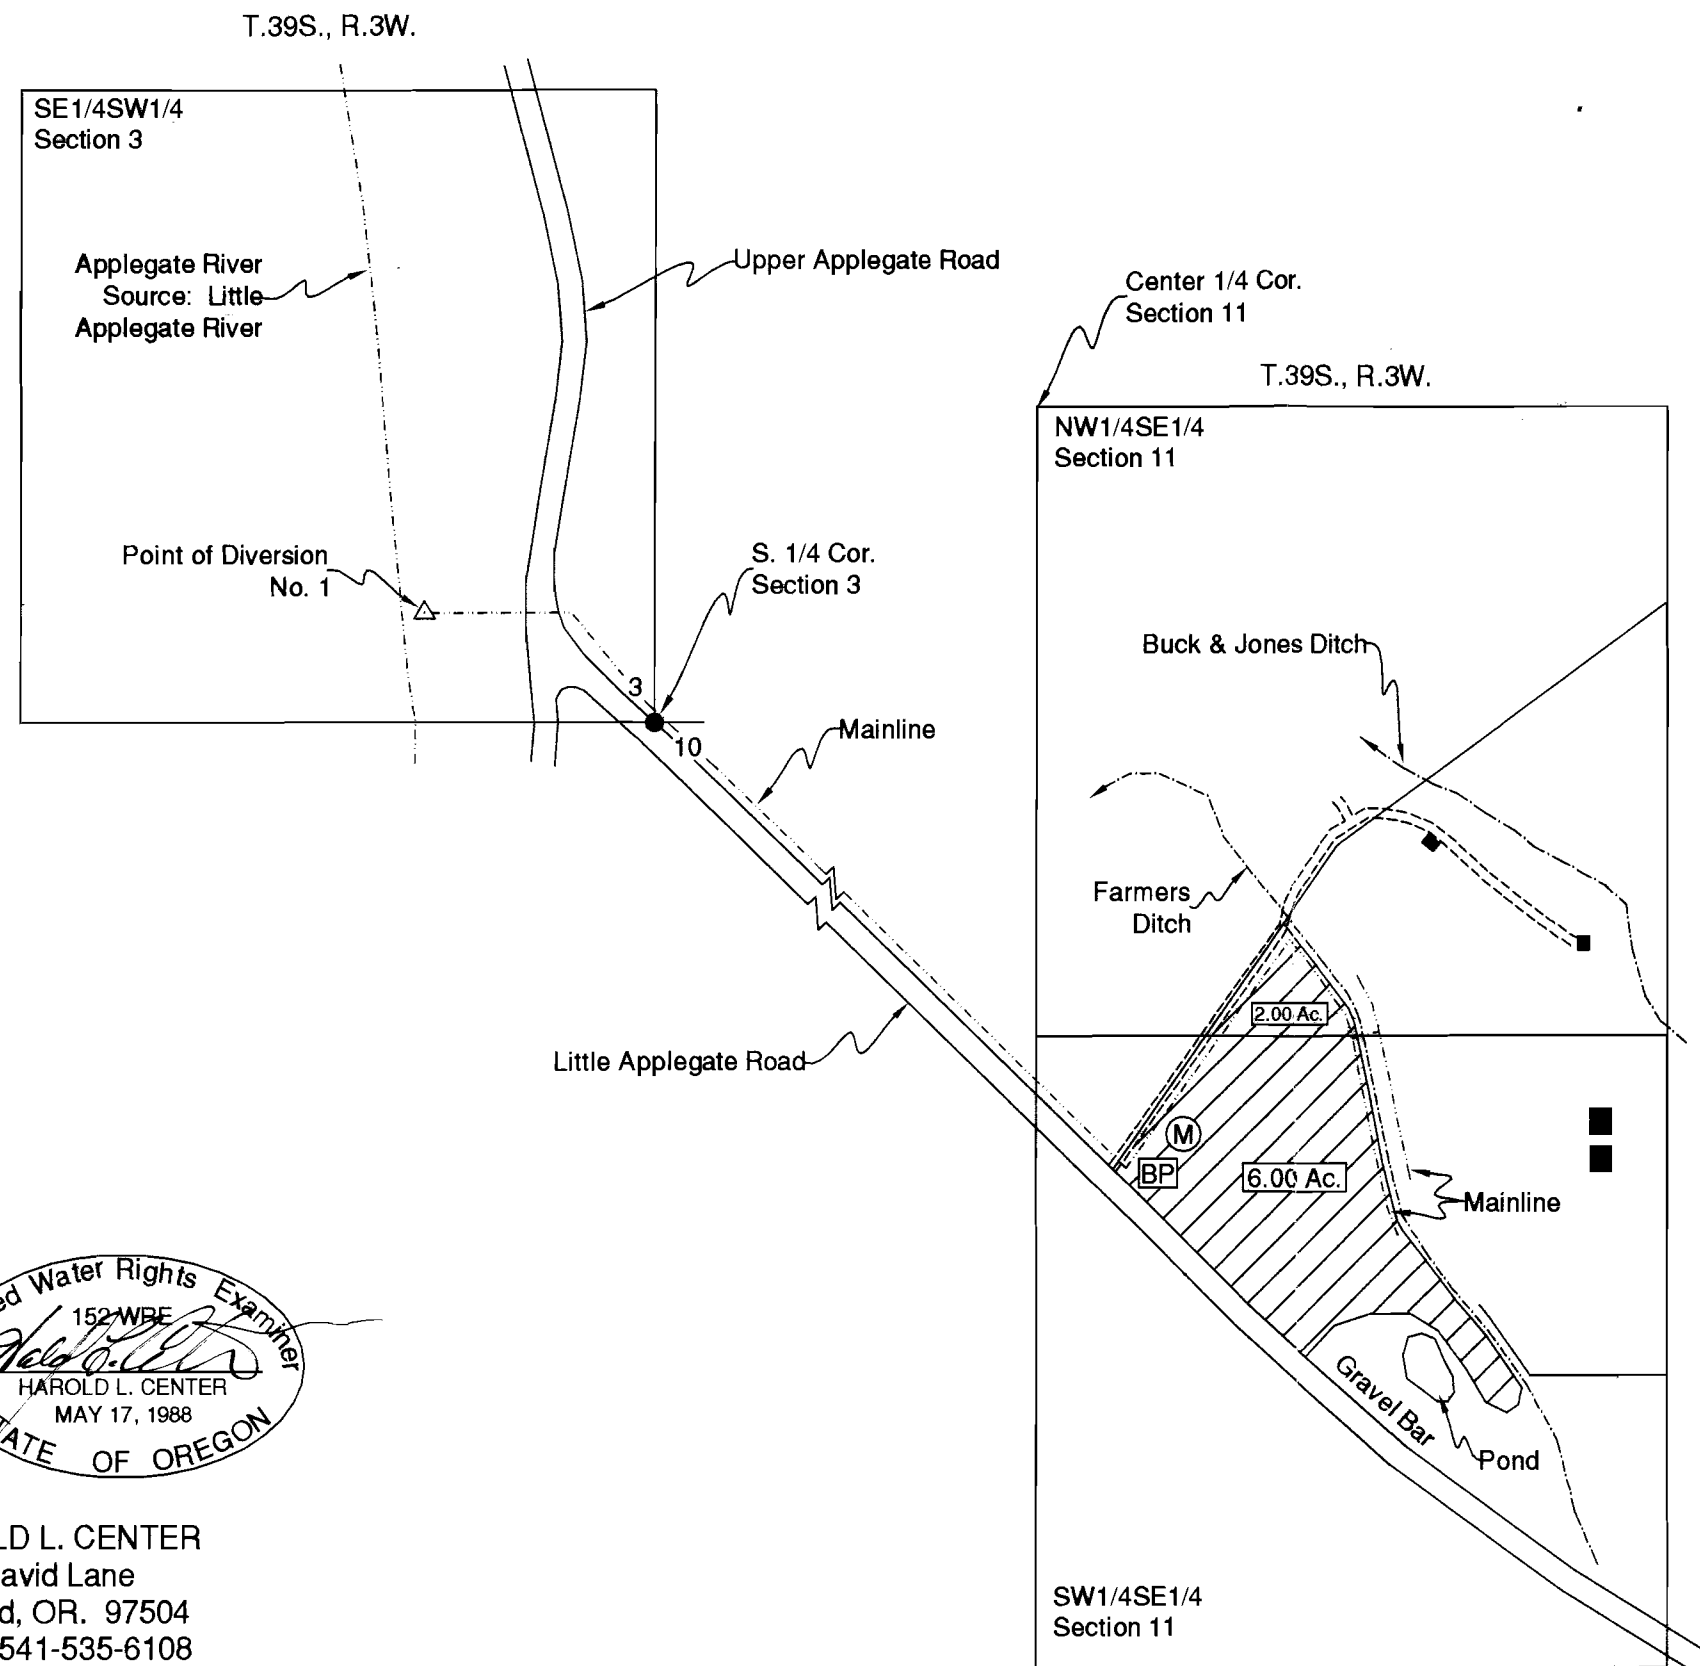 T.39S., R.3W.
SE1/4SW1/4
Section 3
Applegate River
Source: Little
Applegate River
Upper Applegate Road
Center 1/4 Cor.
Section 11
T.39S., R.3W.
NW1/4SE1/4
Section 11
Point of Diversion
No. 1
S. 1/4 Cor.
Section 3
Buck & Jones Ditch
3
10
Mainline
Farmers
Ditch
2.00 Ac.
Little Applegate Road
M
BP
6.00 Ac.
Mainline
Gravel Bar
Pond
SW1/4SE1/4
Section 11
ed Water Rights Examiner
152 WRE
HAROLD L. CENTER
MAY 17, 1988
TATE OF OREGON
LD L. CENTER
avid Lane
d, OR. 97504
541-535-6108